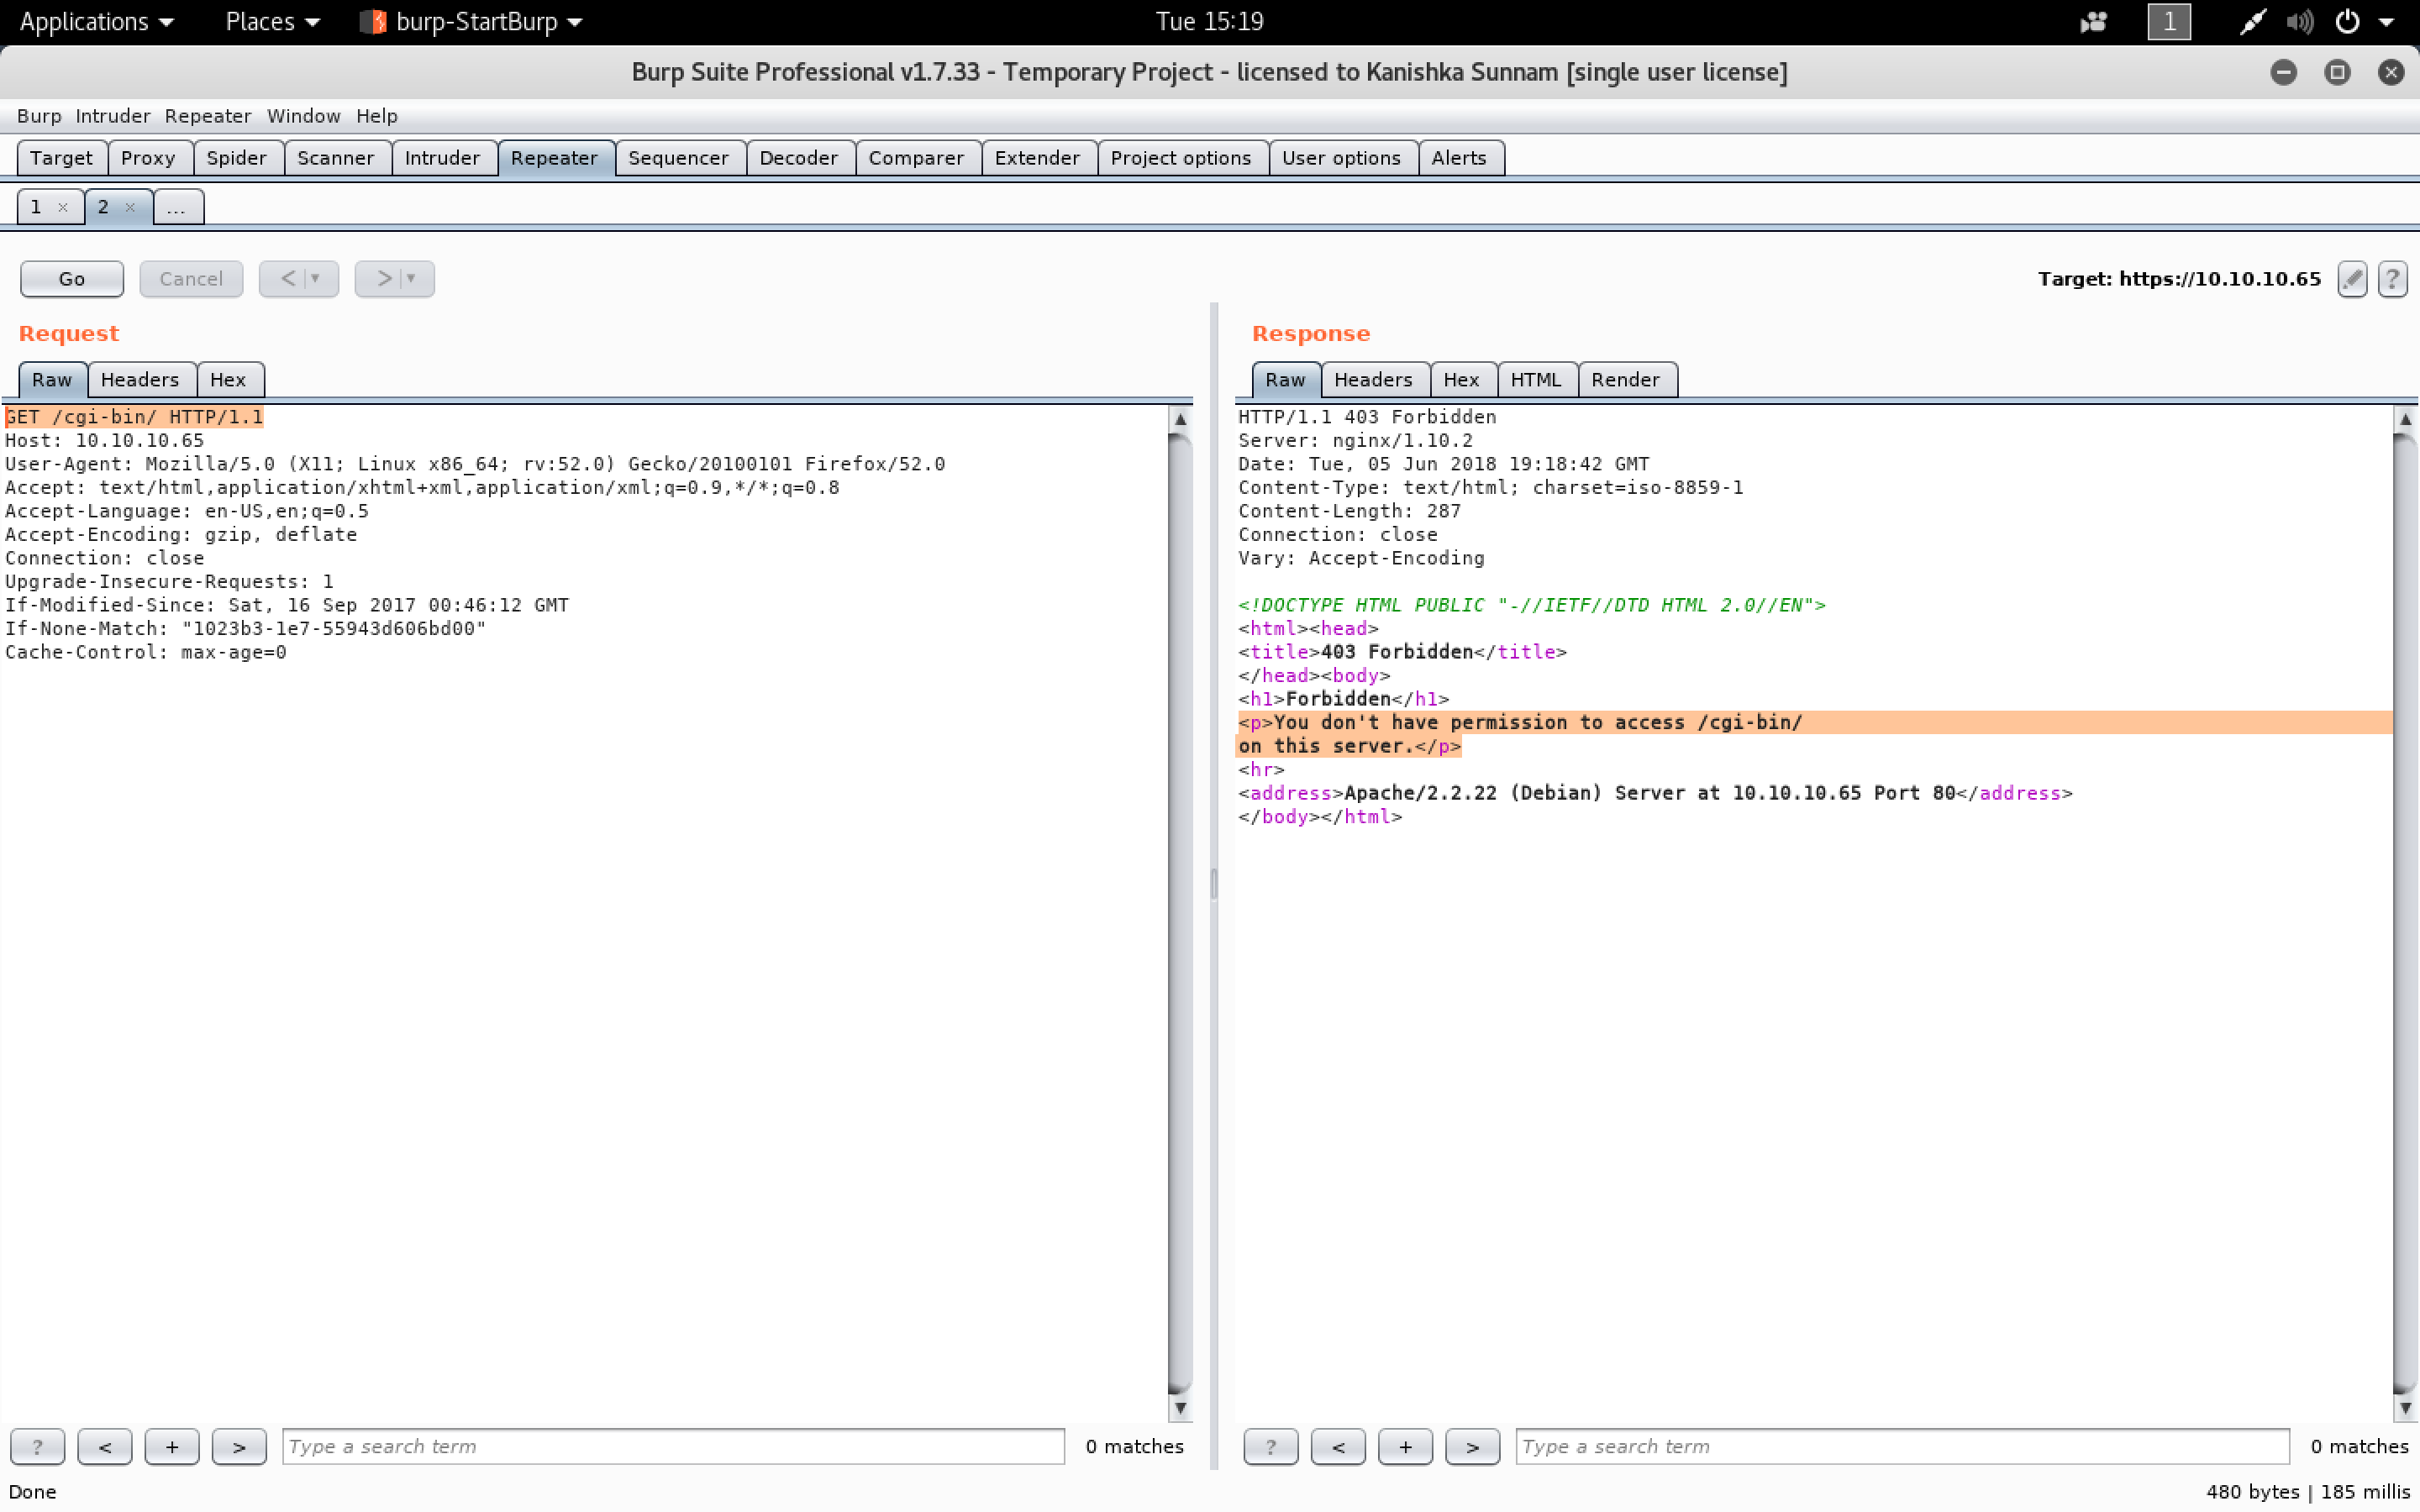 Applications Places burp-StartBurp Tue 15:19 1
Burp Suite Professional v1.7.33 - Temporary Project - licensed to Kanishka Sunnam [single user license]
Burp Intruder Repeater Window Help
Target Proxy Spider Scanner Intruder Repeater Sequencer Decoder Comparer Extender Project options User options Alerts
1 × 2 × ...
Go Cancel < > Target: https://10.10.10.65 ?
Request
Raw Headers Hex
GET /cgi-bin/ HTTP/1.1
Host: 10.10.10.65
User-Agent: Mozilla/5.0 (X11; Linux x86_64; rv:52.0) Gecko/20100101 Firefox/52.0
Accept: text/html,application/xhtml+xml,application/xml;q=0.9,*/*;q=0.8
Accept-Language: en-US,en;q=0.5
Accept-Encoding: gzip, deflate
Connection: close
Upgrade-Insecure-Requests: 1
If-Modified-Since: Sat, 16 Sep 2017 00:46:12 GMT
If-None-Match: "1023b3-1e7-55943d606bd00"
Cache-Control: max-age=0
? < + > Type a search term 0 matches
Response
Raw Headers Hex HTML Render
HTTP/1.1 403 Forbidden
Server: nginx/1.10.2
Date: Tue, 05 Jun 2018 19:18:42 GMT
Content-Type: text/html; charset=iso-8859-1
Content-Length: 287
Connection: close
Vary: Accept-Encoding
<!DOCTYPE HTML PUBLIC "-//IETF//DTD HTML 2.0//EN">
<html><head>
<title>403 Forbidden</title>
</head><body>
<h1>Forbidden</h1>
<p>You don't have permission to access /cgi-bin/
on this server.</p>
<hr>
<address>Apache/2.2.22 (Debian) Server at 10.10.10.65 Port 80</address>
</body></html>
? < + > Type a search term 0 matches
Done 480 bytes | 185 millis